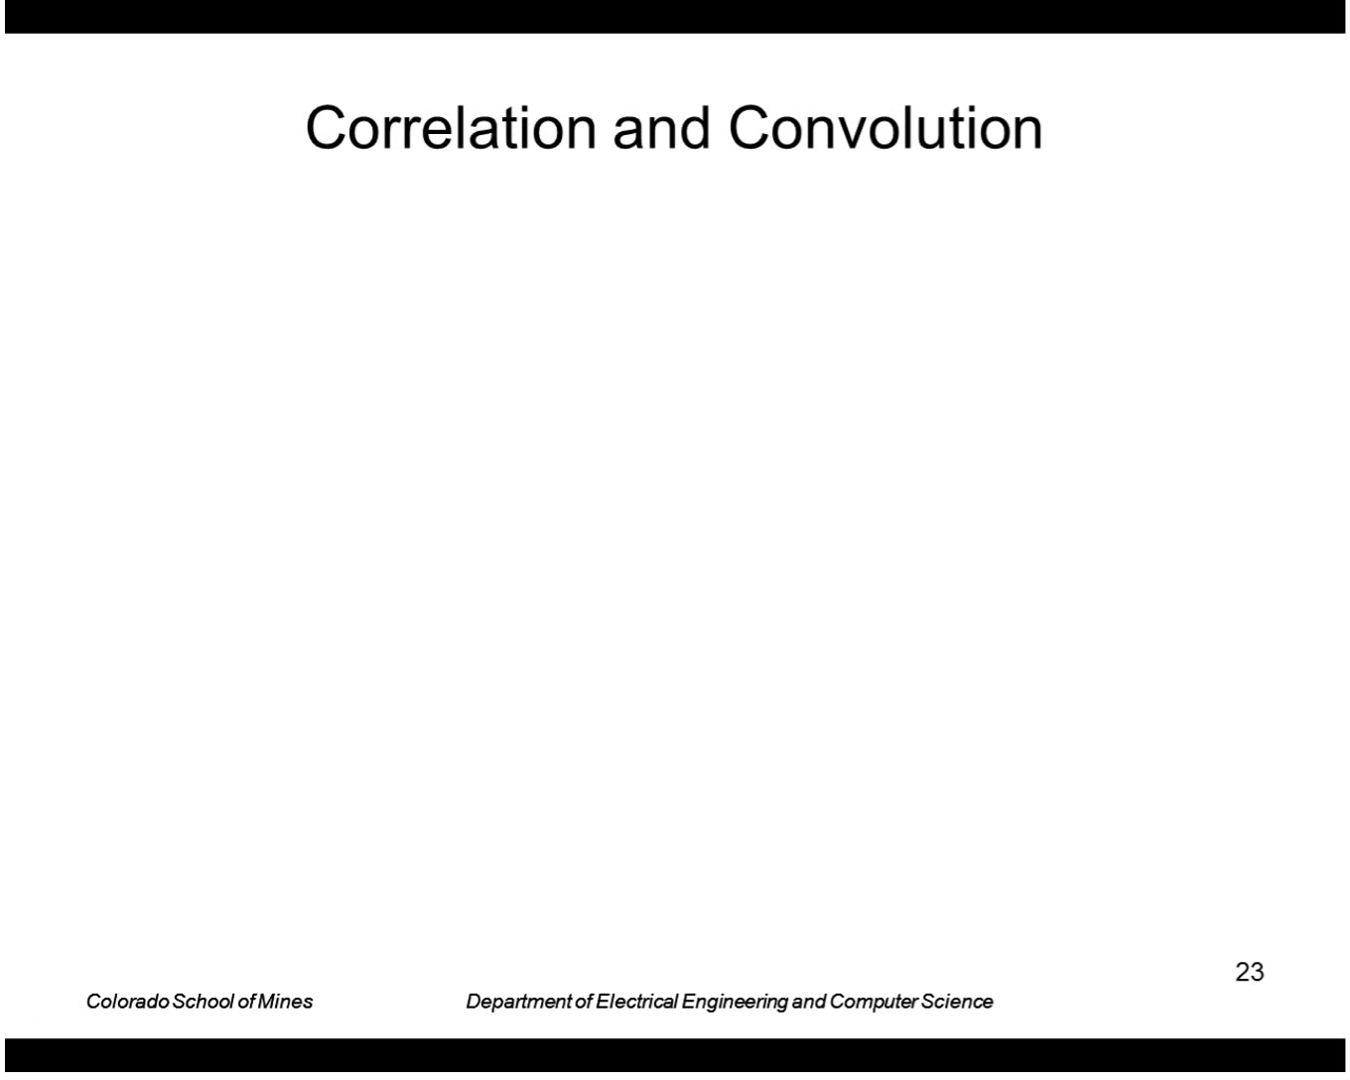 Correlation and Convolution
23
Colorado School of Mines
Department of Electrical Engineering and Computer Science